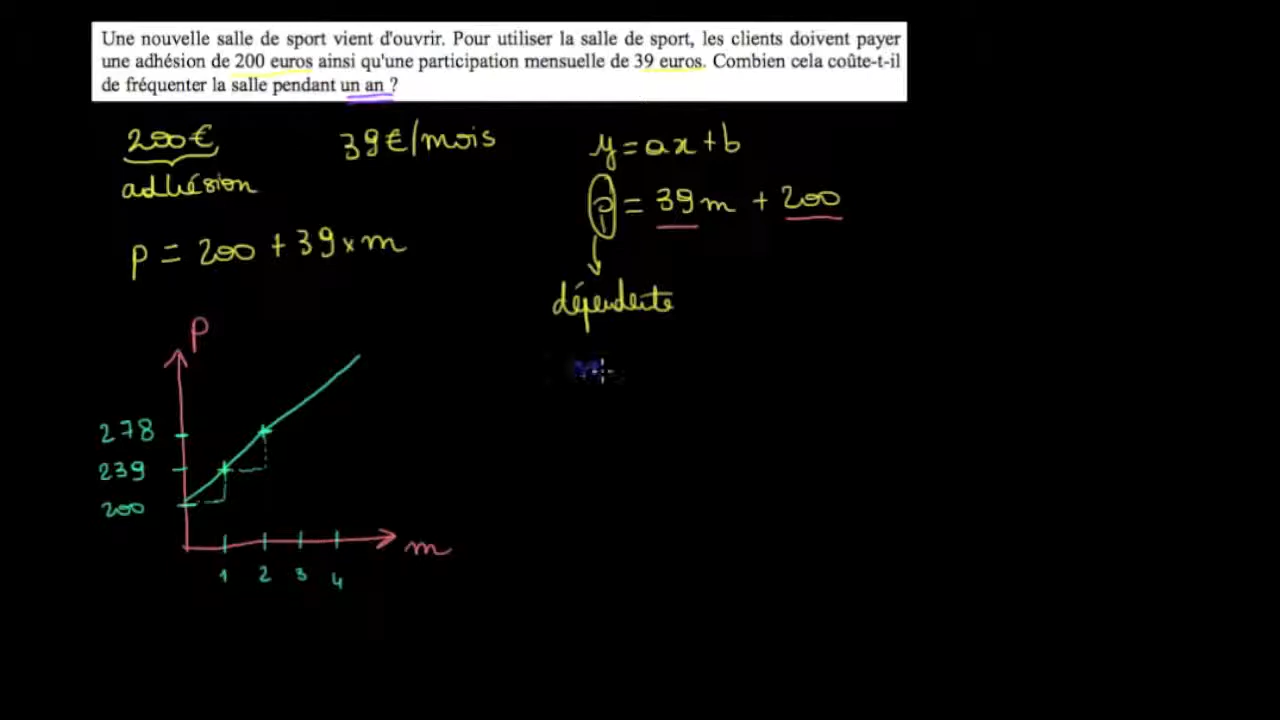 Une nouvelle salle de sport vient d'ouvrir. Pour utiliser la salle de sport, les clients doivent payer
une adhésion de 200 euros ainsi qu'une participation mensuelle de 39 euros. Combien cela coûte-t-il
de fréquenter la salle pendant un an ?
200€
39€/mois
adhésion
p = 200 + 39 × m
y = ax + b
p = 39m + 200
dépendente
p
278
239
200
m
1 2 3 4